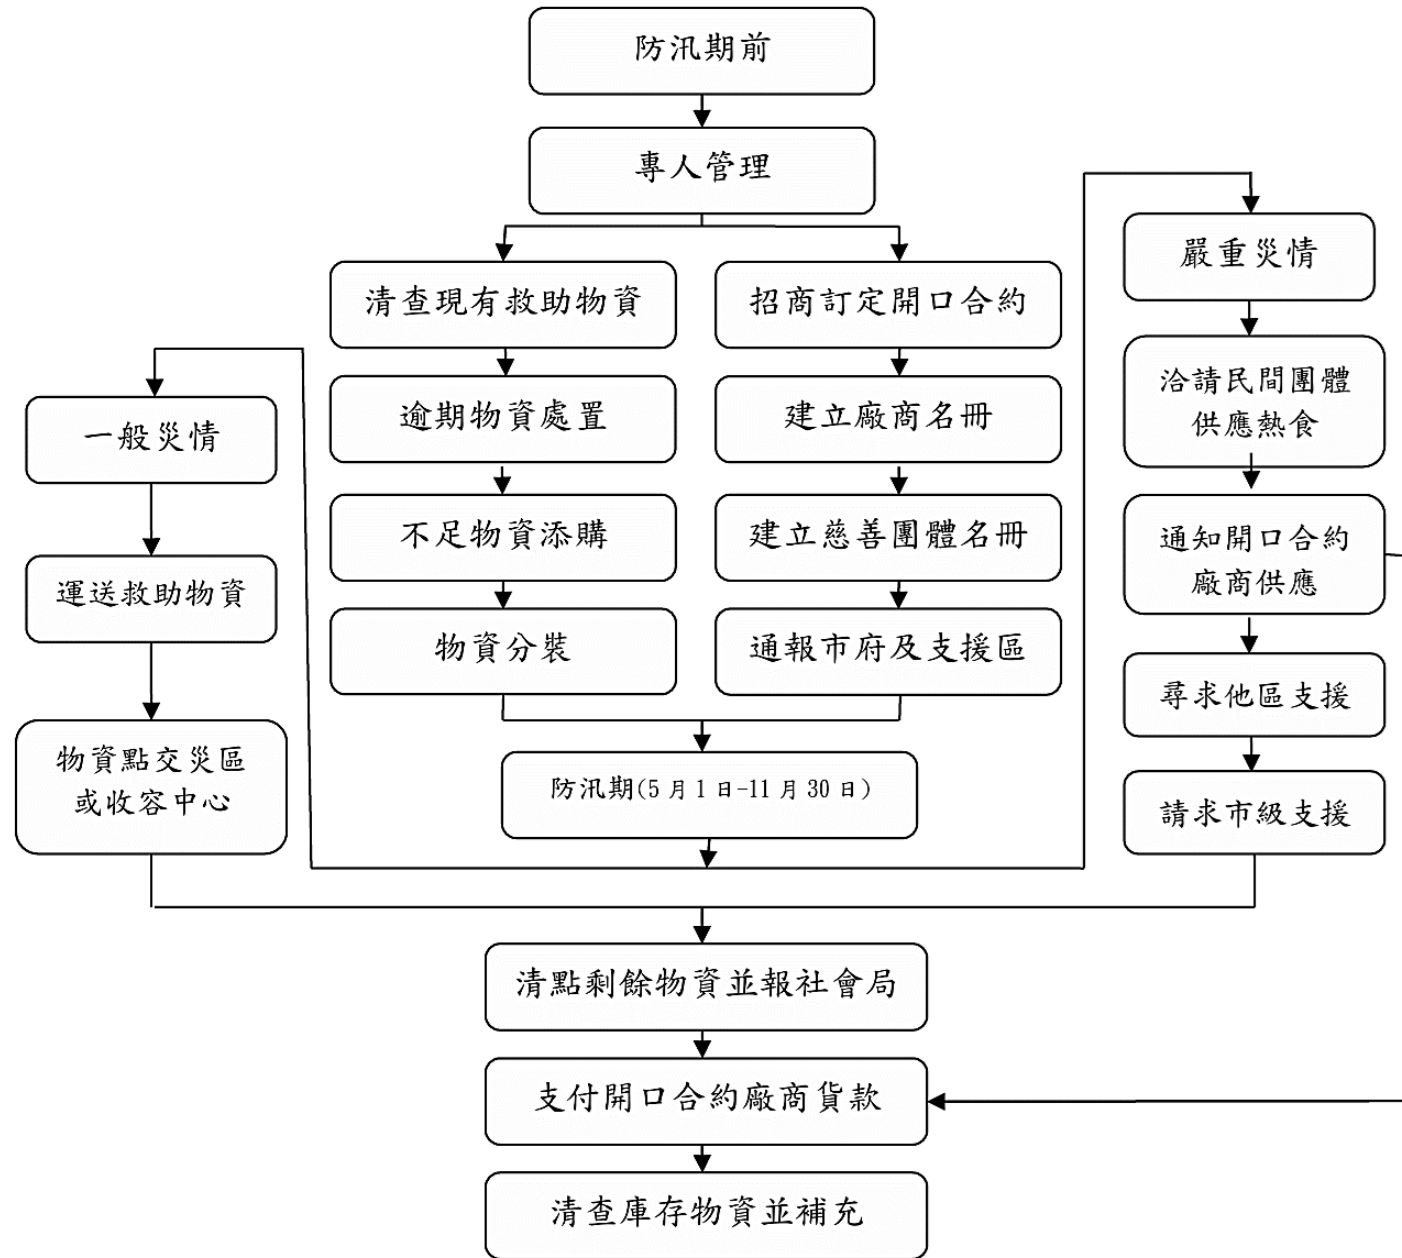 防汛期前
專人管理
清查現有救助物資
逾期物資處置
不足物資添購
物資分裝
招商訂定開口合約
建立廠商名冊
建立慈善團體名冊
通報市府及支援區
防汛期(5月1日-11月30日)
一般災情
運送救助物資
物資點交災區
或收容中心
嚴重災情
洽請民間團體
供應熱食
通知開口合約
廠商供應
尋求他區支援
請求市級支援
清點剩餘物資並報社會局
支付開口合約廠商貨款
清查庫存物資並補充